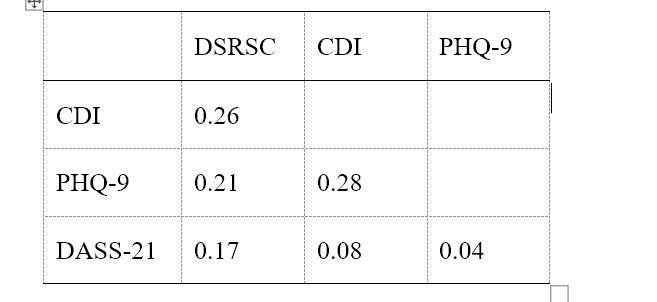 DSRSC CDI PHQ-9
CDI 0.26
PHQ-9 0.21 0.28
DASS-21 0.17 0.08 0.04